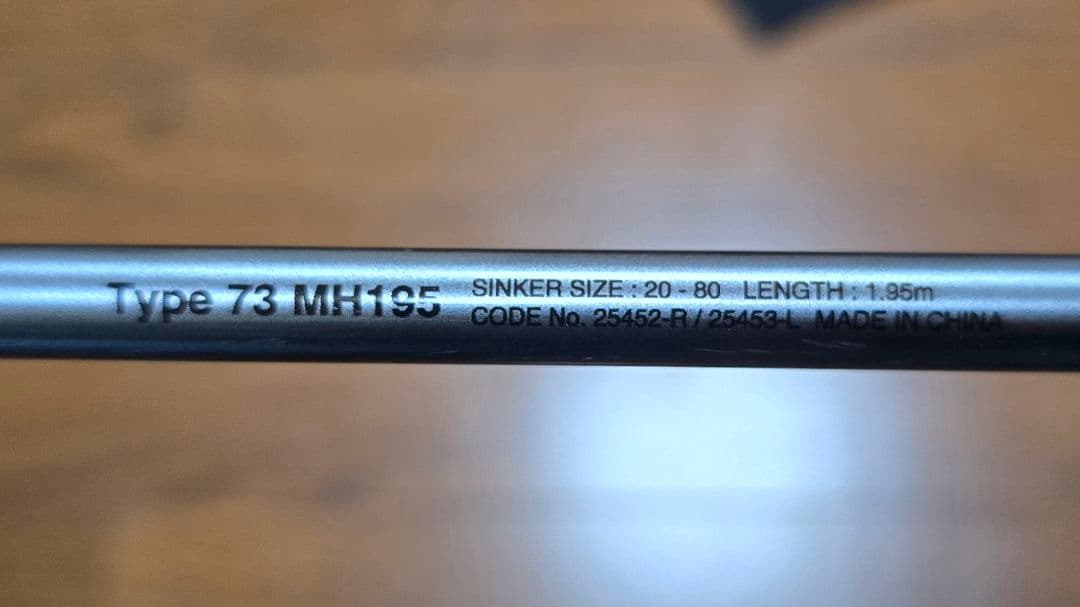 Type 73 MH195
SINKER SIZE : 20 - 80 LENGTH : 1.95m
CODE No. 25452-R / 25453-L MADE IN CHINA